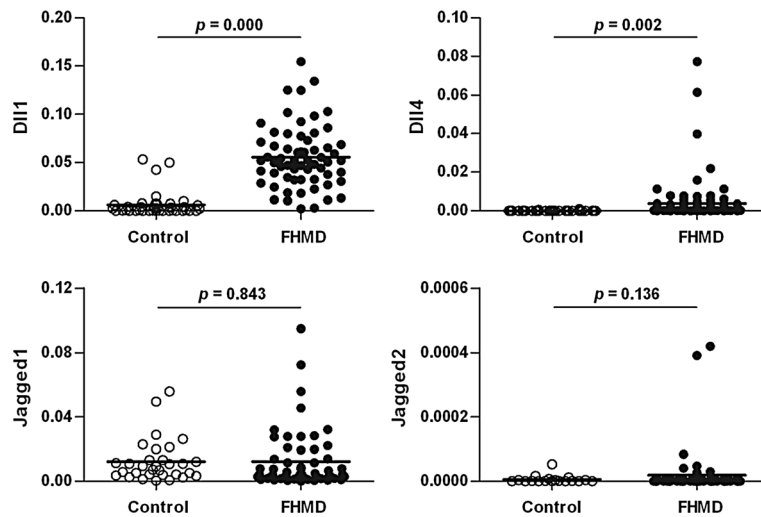 0.20
p = 0.000
0.15
Dll1
0.10
0.05
0.00
Control
FHMD
0.10
p = 0.002
0.08
Dll4
0.06
0.04
0.02
0.00
Control
FHMD
0.12
p = 0.843
0.08
Jagged1
0.04
0.00
Control
FHMD
0.0006
p = 0.136
0.0004
Jagged2
0.0002
0.0000
Control
FHMD